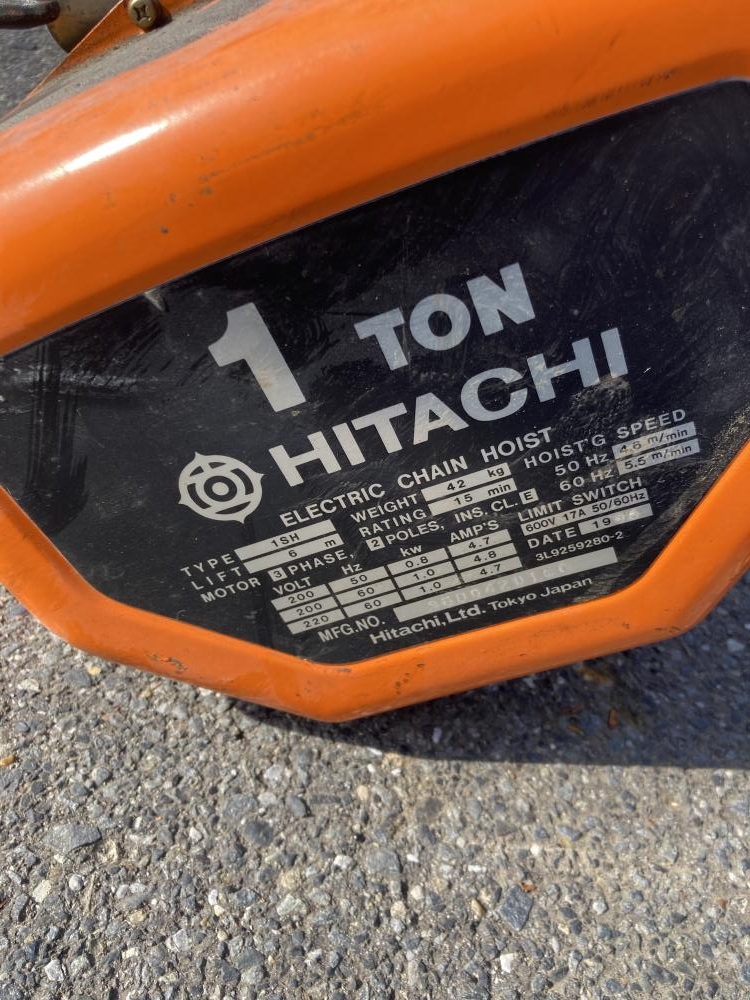 1 TON
HITACHI
ELECTRIC CHAIN HOIST
TYPE 1SH WEIGHT 42 kg HOIST'G SPEED
LIFT 6 m RATING 15 min 50 Hz 4.6 m/min
MOTOR 3 PHASE, 2 POLES, INS. CL. E 60 Hz 5.5 m/min
VOLT Hz kw AMP'S LIMIT SWITCH
200 50 0.8 4.7 600V 17A 50/60Hz
200 60 1.0 4.8 DATE
220 60 1.0 4.7 3L9259280-2
MFG.NO.
Hitachi,Ltd. Tokyo Japan